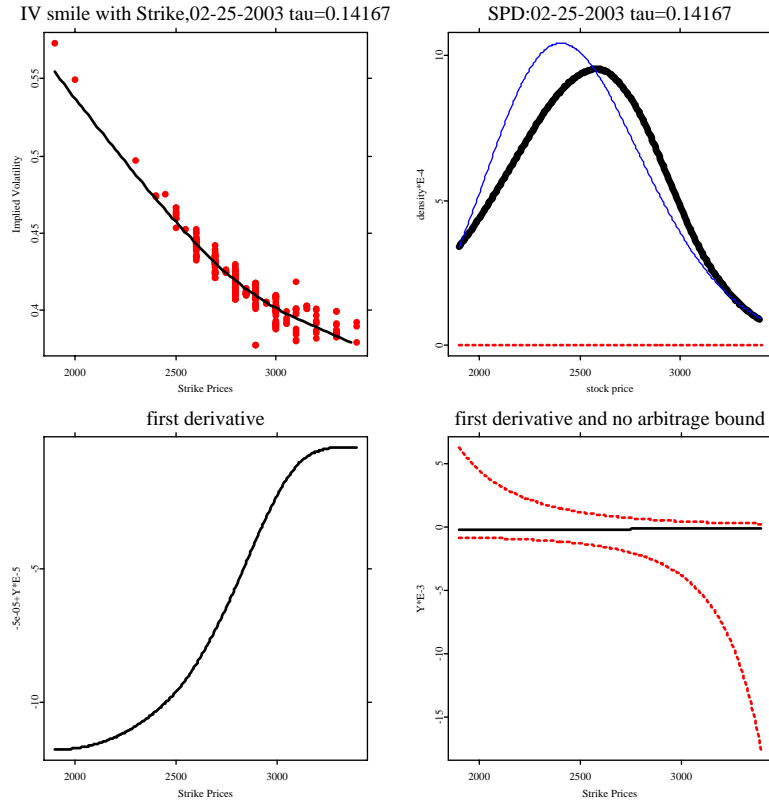 IV smile with Strike,02-25-2003 tau=0.14167
Implied Volatility
0.55
0.5
0.45
0.4
2000
2500
3000
Strike Prices
SPD:02-25-2003 tau=0.14167
density*E-4
10
5
0
2000
2500
3000
stock price
first derivative
-5e-05+Y*E-5
-5
-10
2000
2500
3000
Strike Prices
first derivative and no arbitrage bound
Y*E-3
5
0
-5
-10
-15
2000
2500
3000
Strike Prices